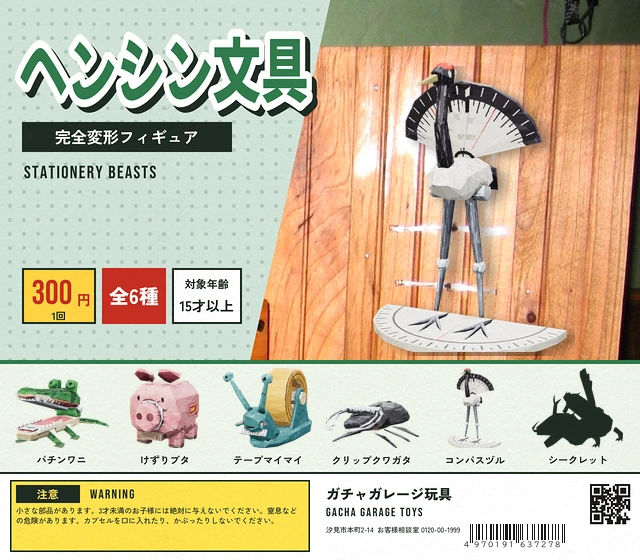 ヘンシン文具
完全変形フィギュア
STATIONERY BEASTS
300円
1回
全6種
対象年齢
15才以上
パチンワニ
けずりブタ
テープマイマイ
クリップクワガタ
コンパスヅル
シークレット
注意 WARNING
小さな部品があります。3才未満のお子様には絶対に与えないでください。窒息など
の危険があります。カプセルを口に入れたり、かぶったりしないでください。
ガチャガレージ玩具
GACHA GARAGE TOYS
汐見市本町2-14 お客様相談室 0120-00-1999
4 970191 637278